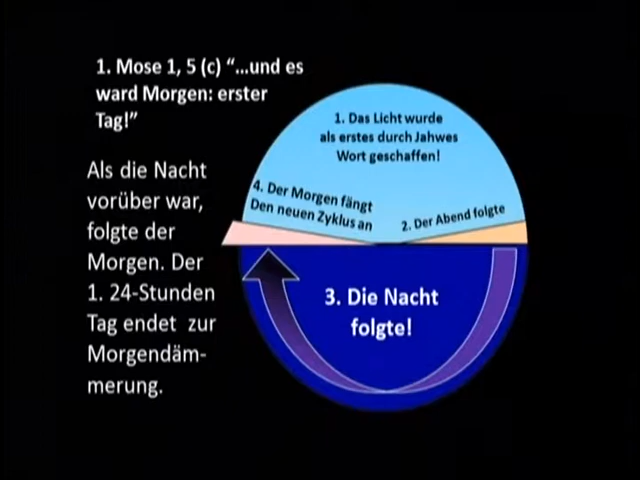 1. Mose 1, 5 (c) “...und es
ward Morgen: erster
Tag!”
Als die Nacht
vorüber war,
folgte der
Morgen. Der
1. 24-Stunden
Tag endet zur
Morgendäm-
merung.
1. Das Licht wurde
als erstes durch Jahwes
Wort geschaffen!
4. Der Morgen fängt
Den neuen Zyklus an
2. Der Abend folgte
3. Die Nacht
folgte!